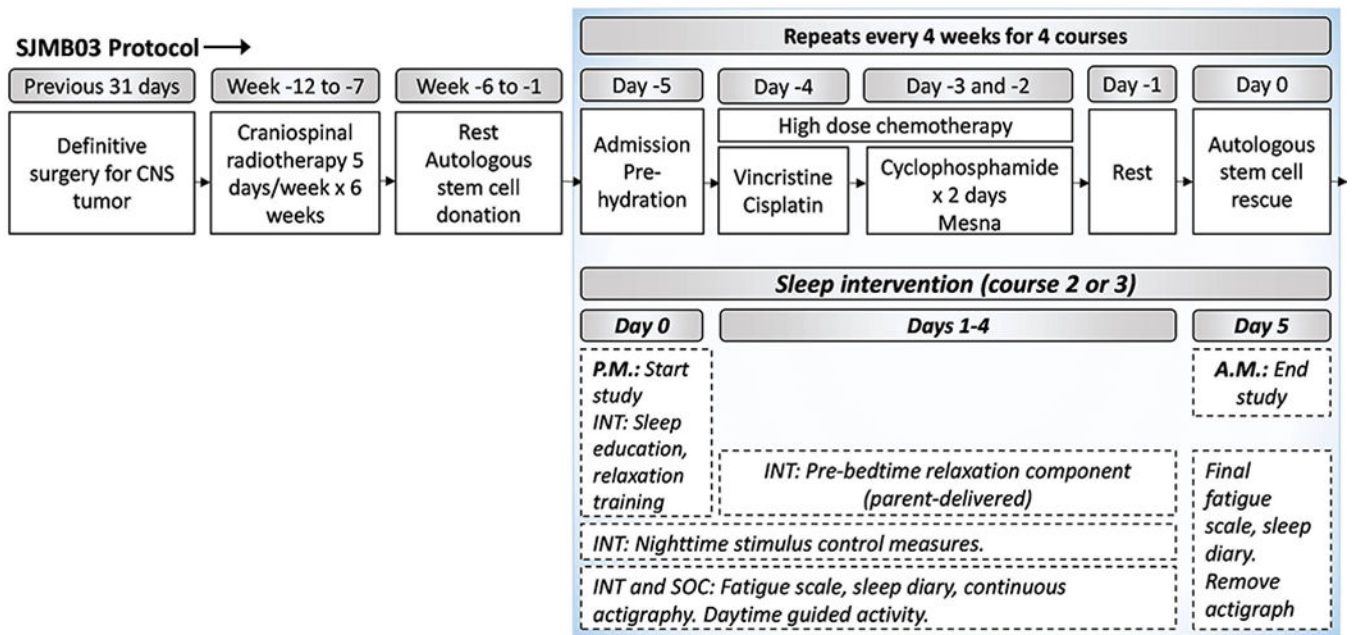 SJMB03 Protocol
Repeats every 4 weeks for 4 courses
Previous 31 days
Week -12 to -7
Week -6 to -1
Day -5
Day -4
Day -3 and -2
Day -1
Day 0
Definitive
surgery for CNS
tumor
Craniospinal
radiotherapy 5
days/week x 6
weeks
Rest
Autologous
stem cell
donation
Admission
Pre-
hydration
High dose chemotherapy
Vincristine
Cisplatin
Cyclophosphamide
x 2 days
Mesna
Rest
Autologous
stem cell
rescue
Sleep intervention (course 2 or 3)
Day 0
Days 1-4
Day 5
P.M.: Start
study
INT: Sleep
education,
relaxation
training
A.M.: End
study
INT: Pre-bedtime relaxation component
(parent-delivered)
INT: Nighttime stimulus control measures.
INT and SOC: Fatigue scale, sleep diary, continuous
actigraphy. Daytime guided activity.
Final
fatigue
scale, sleep
diary.
Remove
actigraph